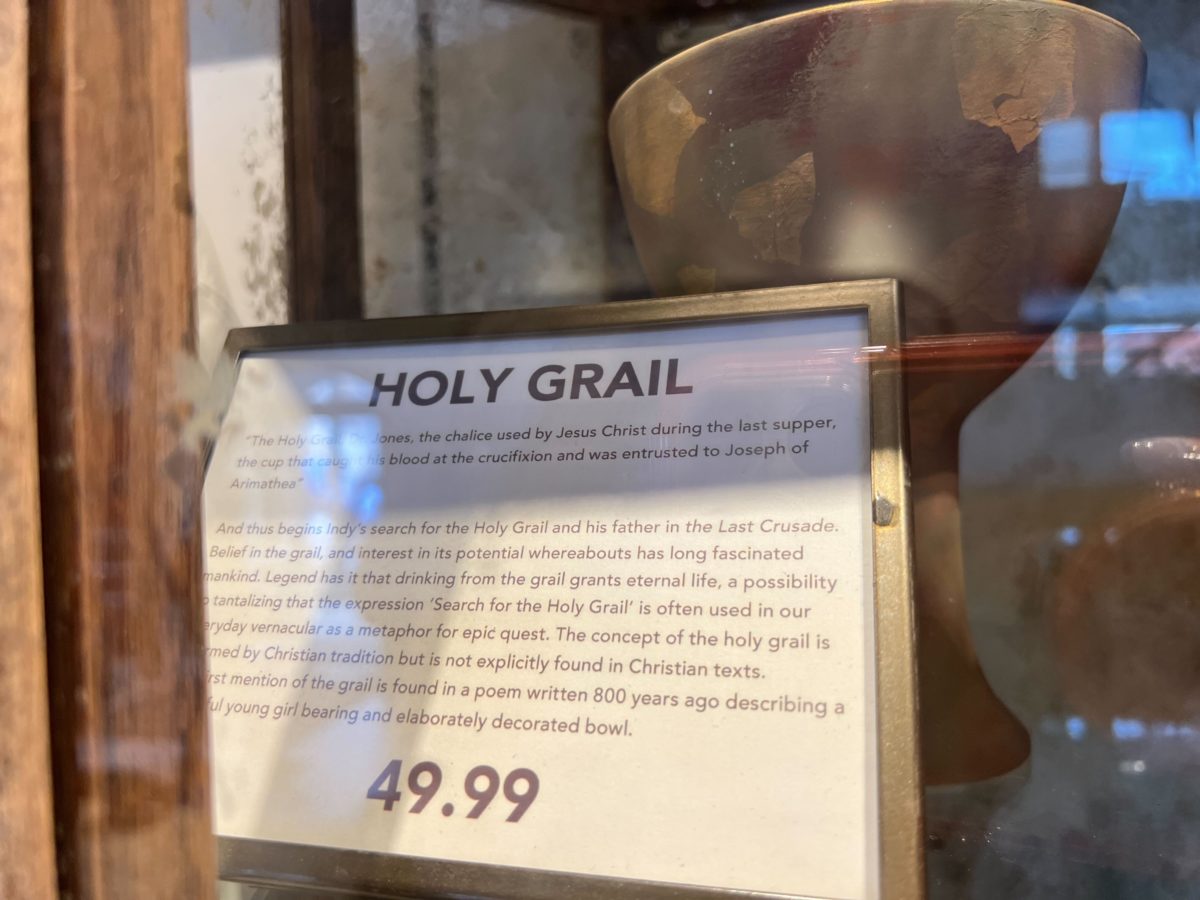 HOLY GRAIL
"The Holy Grail, Dr. Jones, the chalice used by Jesus Christ during the last supper,
the cup that caught his blood at the crucifixion and was entrusted to Joseph of
Arimathea"
And thus begins Indy's search for the Holy Grail and his father in the Last Crusade.
Belief in the grail, and interest in its potential whereabouts has long fascinated
mankind. Legend has it that drinking from the grail grants eternal life, a possibility
tantalizing that the expression 'Search for the Holy Grail' is often used in our
eryday vernacular as a metaphor for epic quest. The concept of the holy grail is
rmed by Christian tradition but is not explicitly found in Christian texts.
rst mention of the grail is found in a poem written 800 years ago describing a
ful young girl bearing and elaborately decorated bowl.
49.99